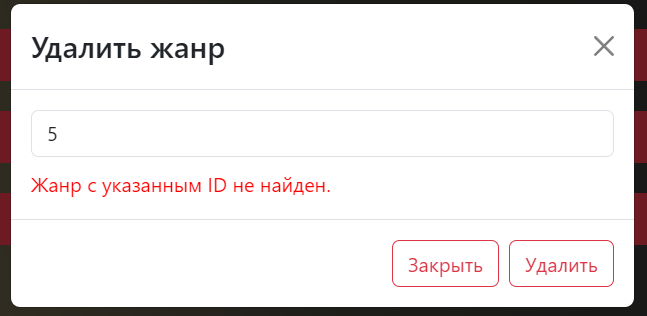 Удалить жанр
5
Жанр с указанным ID не найден.
Закрыть Удалить